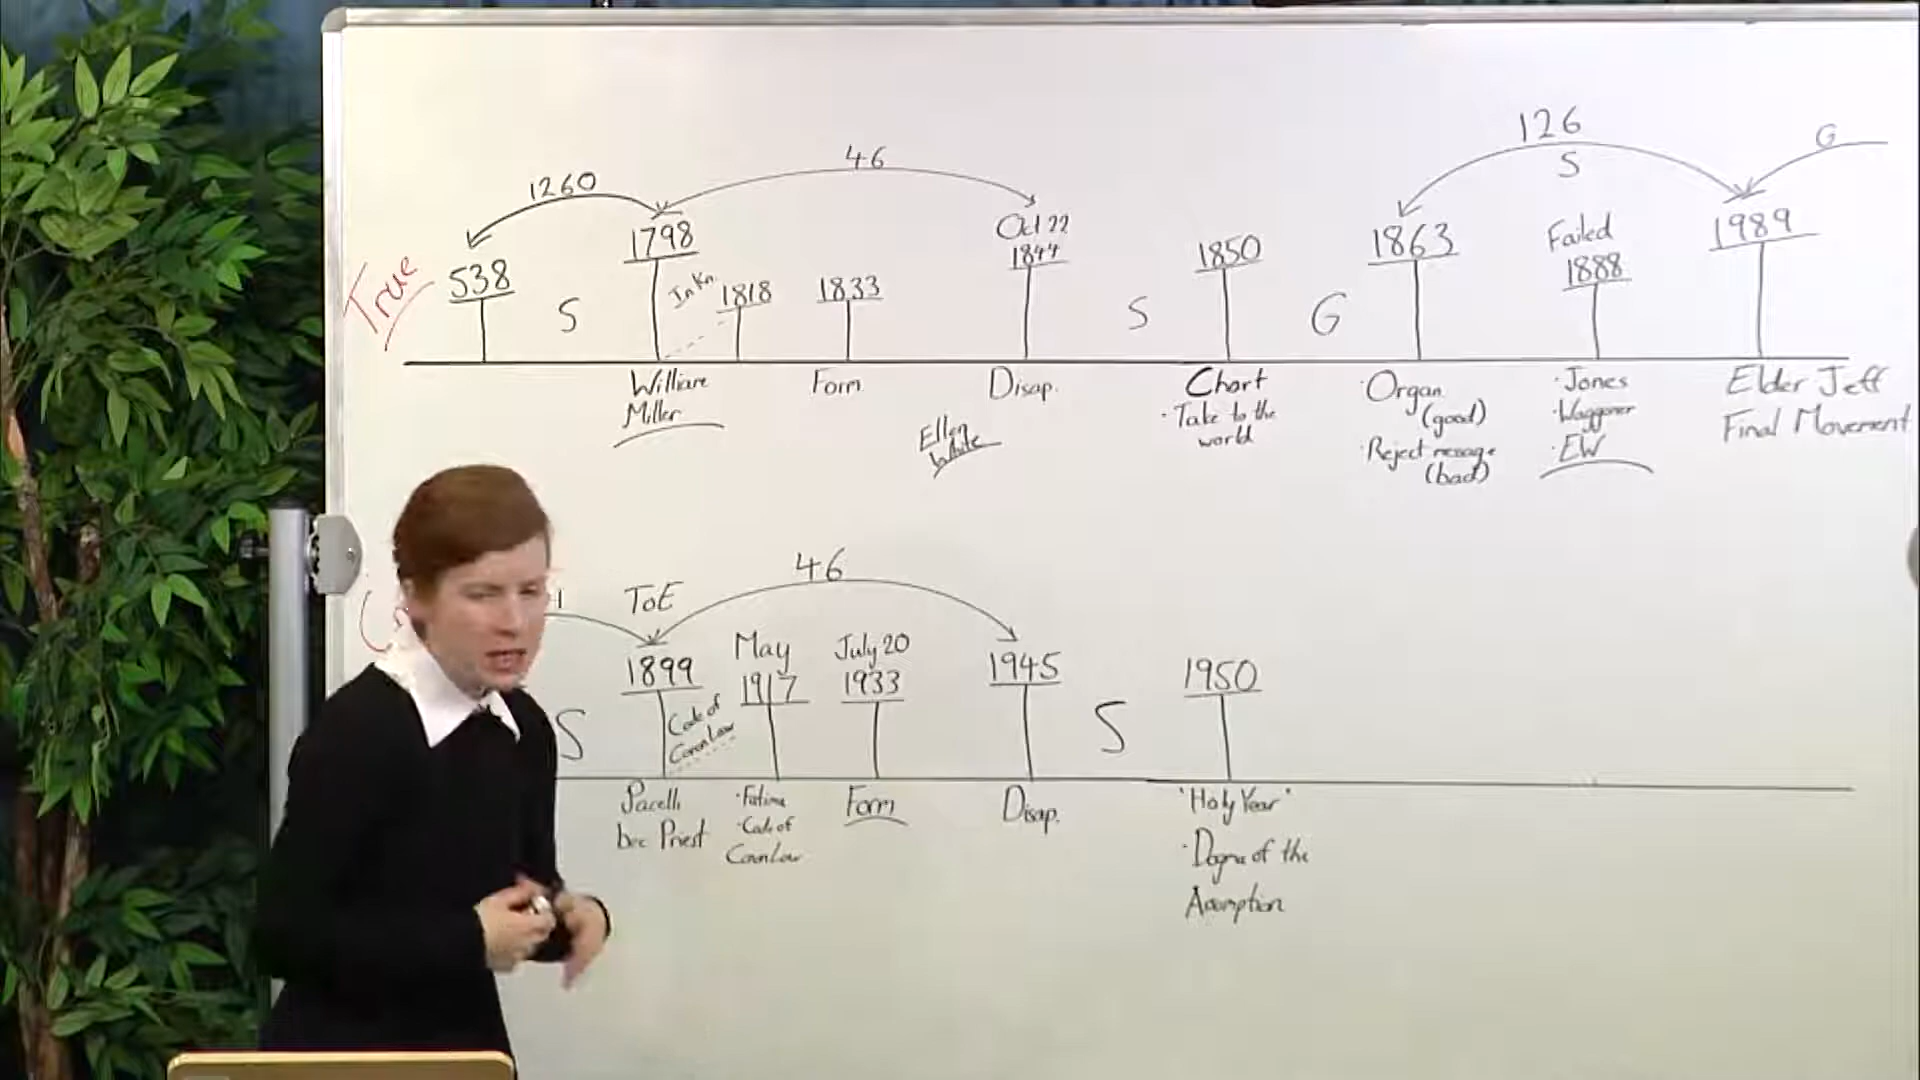 126
G
46
S
1260
Oct 22
Failed
1798
1844
1850
1863
1888
1989
538
In Kn.
1818
1833
True
S
S
G
William
Miller
Form
Disap.
Chart
· Take to the
world
· Organ
(good)
· Reject message
(bad)
· Jones
· Waggoner
· EW
Elder Jeff
Final Movement
Ellen
White
46
1
ToE
May
July 20
1899
1917
1933
1945
1950
S
Code of
Canon Law
S
Pacelli
bec Priest
· Fatima
· Code of
Canon Law
Form
Disap.
"Holy Year"
· Dogma of the
Assumption